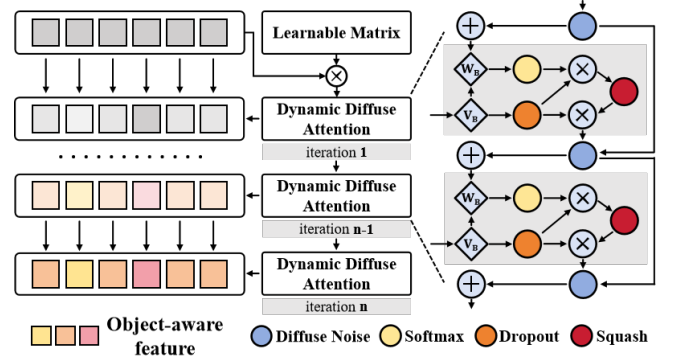 Learnable Matrix
Dynamic Diffuse
Attention
iteration 1
Dynamic Diffuse
Attention
iteration n-1
Dynamic Diffuse
Attention
iteration n
W_B
V_B
W_B
V_B
Object-aware
feature
Diffuse Noise
Softmax
Dropout
Squash